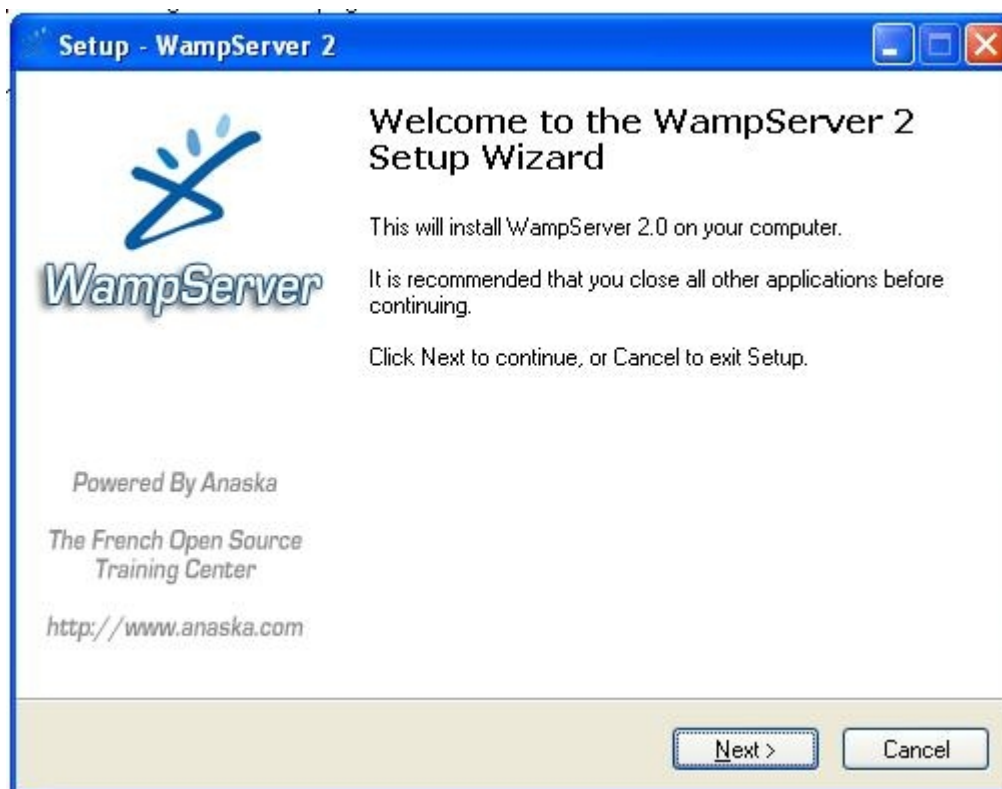 Setup - WampServer 2
Welcome to the WampServer 2
Setup Wizard
This will install WampServer 2.0 on your computer.
It is recommended that you close all other applications before
continuing.
Click Next to continue, or Cancel to exit Setup.
WampServer
Powered By Anaska
The French Open Source
Training Center
http://www.anaska.com
Next >
Cancel